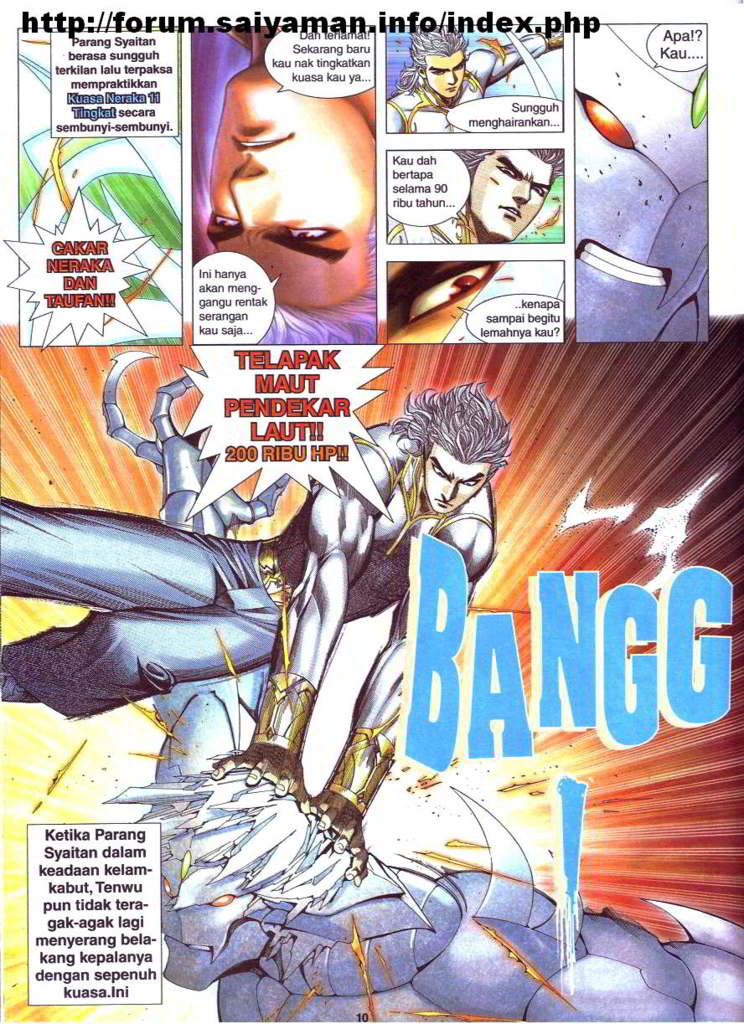 http://forum.saiyaman.info/index.php
Parang Syaitan
berasa sungguh
terkilan lalu terpaksa
mempraktikkan
Kuasa Neraka 11
Tingkat secara
sembunyi-sembunyi.
CAKAR
NERAKA DAN
TAUFAN!!
Dah terlamat!
Sekarang baru
kau nak tingkatkan
kuasa kau ya...
Ini hanya
akan meng-
gangu rentak
serangan
kau saja...
Sungguh
menghairankan...
Kau dah
bertapa
selama 90
ribu tahun...
..kenapa
sampai begitu
lemahnya kau?
Apa!?
Kau....
TELAPAK
MAUT
PENDEKAR
LAUT!!
200 RIBU HP!!
BANGG
!
Ketika Parang
Syaitan dalam
keadaan kelam-
kabut, Tenwu
pun tidak tera-
gak-agak lagi
menyerang bela-
kang kepalanya
dengan sepenuh
kuasa.Ini
10